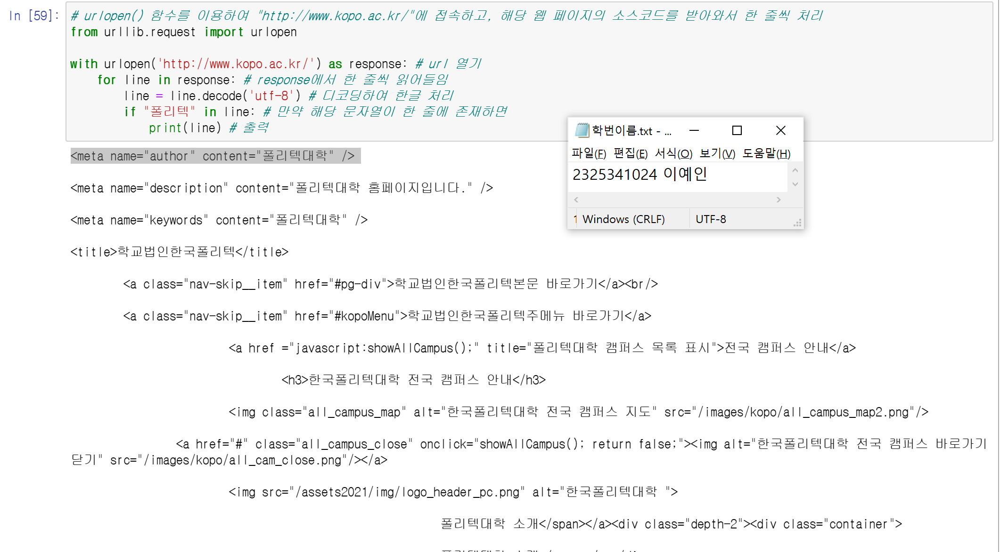 In [59]:
# urlopen() 함수를 이용하여 "http://www.kopo.ac.kr/"에 접속하고, 해당 웹 페이지의 소스코드를 받아와서 한 줄씩 처리
from urllib.request import urlopen
with urlopen('http://www.kopo.ac.kr/') as response: # url 열기
for line in response: # response에서 한 줄씩 읽어들임
line = line.decode('utf-8') # 디코딩하여 한글 처리
if "폴리텍" in line: # 만약 해당 문자열이 한 줄에 존재하면
print(line) # 출력
학번이름.txt - ...
파일(F) 편집(E) 서식(O) 보기(V) 도움말(H)
2325341024 이예인
1 Windows (CRLF) UTF-8
<meta name="author" content="폴리텍대학" />
<meta name="description" content="폴리텍대학 홈페이지입니다." />
<meta name="keywords" content="폴리텍대학" />
<title>학교법인한국폴리텍</title>
<a class="nav-skip__item" href="#pg-div">학교법인한국폴리텍본문 바로가기</a><br/>
<a class="nav-skip__item" href="#kopoMenu">학교법인한국폴리텍주메뉴 바로가기</a>
<a href ="javascript:showAllCampus();" title="폴리텍대학 캠퍼스 목록 표시">전국 캠퍼스 안내</a>
<h3>한국폴리텍대학 전국 캠퍼스 안내</h3>
<img class="all_campus_map" alt="한국폴리텍대학 전국 캠퍼스 지도" src="/images/kopo/all_campus_map2.png"/>
<a href="#" class="all_campus_close" onclick="showAllCampus(); return false;"><img alt="한국폴리텍대학 전국 캠퍼스 바로가기
닫기" src="/images/kopo/all_cam_close.png"/></a>
<img src="/assets2021/img/logo_header_pc.png" alt="한국폴리텍대학 ">
폴리텍대학 소개</span></a><div class="depth-2"><div class="container">